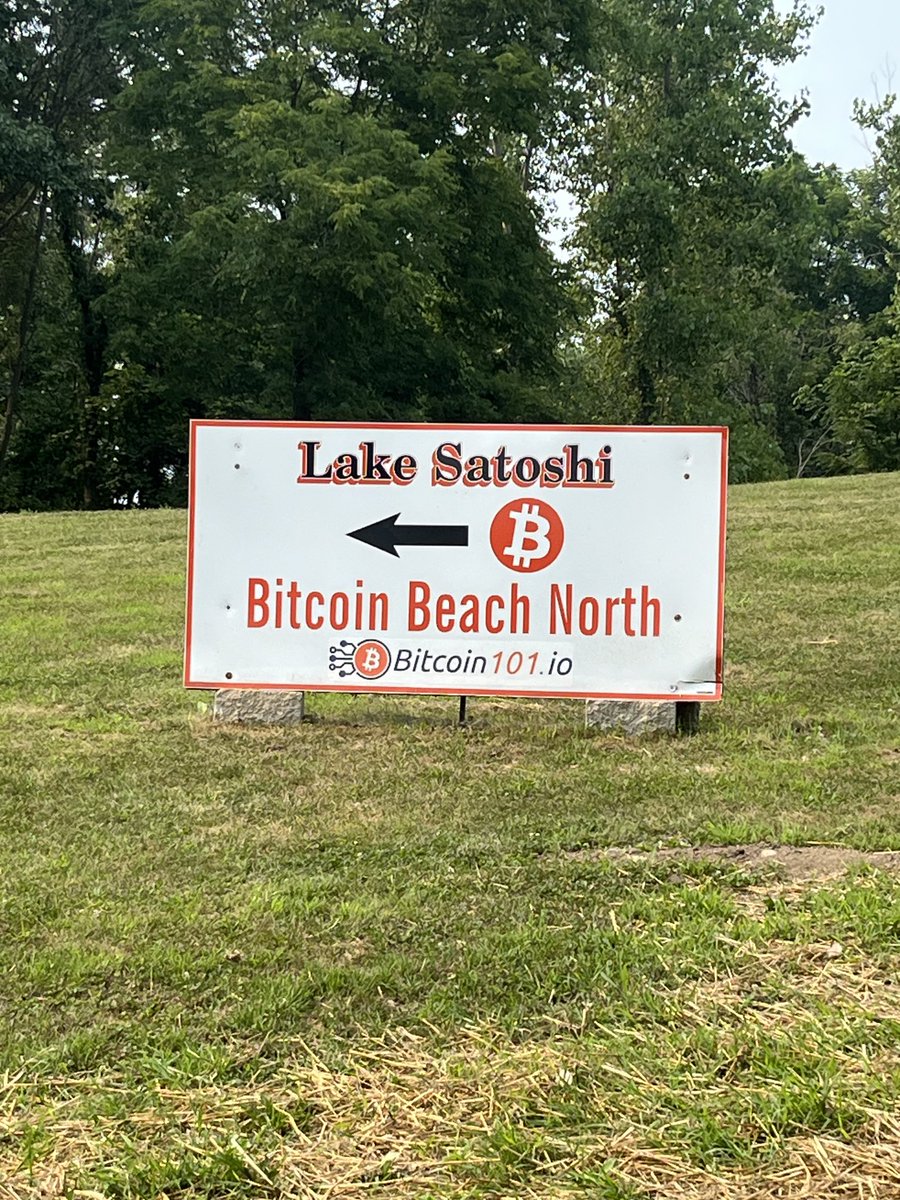 Lake Satoshi
Bitcoin Beach North
Bitcoin101.io